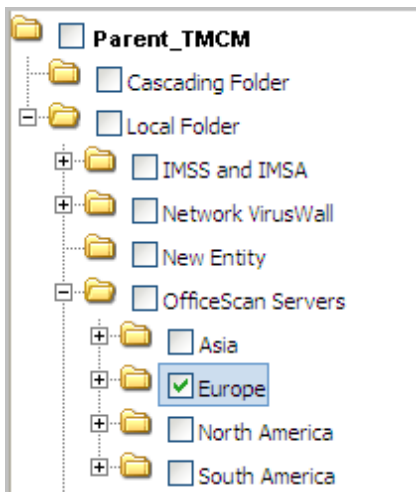 Parent_TMCM
Cascading Folder
Local Folder
IMSS and IMSA
Network VirusWall
New Entity
OfficeScan Servers
Asia
Europe
North America
South America